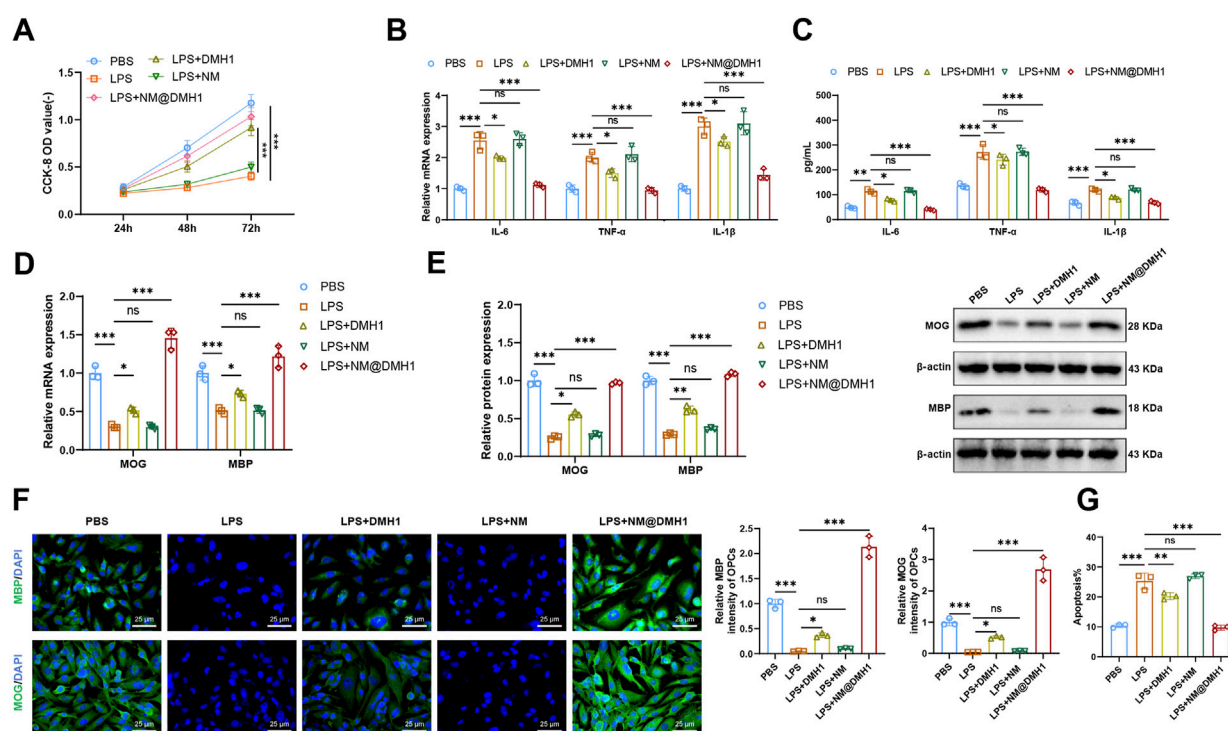 A
PBS
LPS
LPS+DMH1
LPS+NM
LPS+NM@DMH1
CCK-8 OD value(-)
1.5
1.0
0.5
0.0
24h
48h
72h
***
***
B
PBS LPS LPS+DMH1 LPS+NM LPS+NM@DMH1
Relative mRNA expression
4
3
2
1
0
*** * ns ***
*** * ns ***
*** * ns ***
IL-6 TNF-α IL-1β
C
PBS LPS LPS+DMH1 LPS+NM LPS+NM@DMH1
pg/mL
500
400
300
200
100
0
** * ns ***
*** * ns ***
*** * ns ***
IL-6 TNF-α IL-1β
D
PBS
LPS
LPS+DMH1
LPS+NM
LPS+NM@DMH1
Relative mRNA expression
2.0
1.5
1.0
0.5
0.0
*** * ns ***
*** * ns ***
MOG MBP
E
PBS
LPS
LPS+DMH1
LPS+NM
LPS+NM@DMH1
Relative protein expression
2.0
1.5
1.0
0.5
0.0
*** * ns ***
*** ** ns ***
MOG MBP
PBS LPS LPS+DMH1 LPS+NM LPS+NM@DMH1
MOG 28 KDa
β-actin 43 KDa
MBP 18 KDa
β-actin 43 KDa
F
PBS LPS LPS+DMH1 LPS+NM LPS+NM@DMH1
MBP/DAPI
25 μm 25 μm 25 μm 25 μm 25 μm
MOG/DAPI
25 μm 25 μm 25 μm 25 μm 25 μm
Relative MBP
intensity of OPCs
2.5
2.0
1.5
1.0
0.5
0.0
*** * ns ***
PBS LPS LPS+DMH1 LPS+NM LPS+NM@DMH1
Relative MOG
intensity of OPCs
4
3
2
1
0
*** * ns ***
PBS LPS LPS+DMH1 LPS+NM LPS+NM@DMH1
G
Apoptosis%
40
30
20
10
0
*** ** ns ***
PBS LPS LPS+DMH1 LPS+NM LPS+NM@DMH1